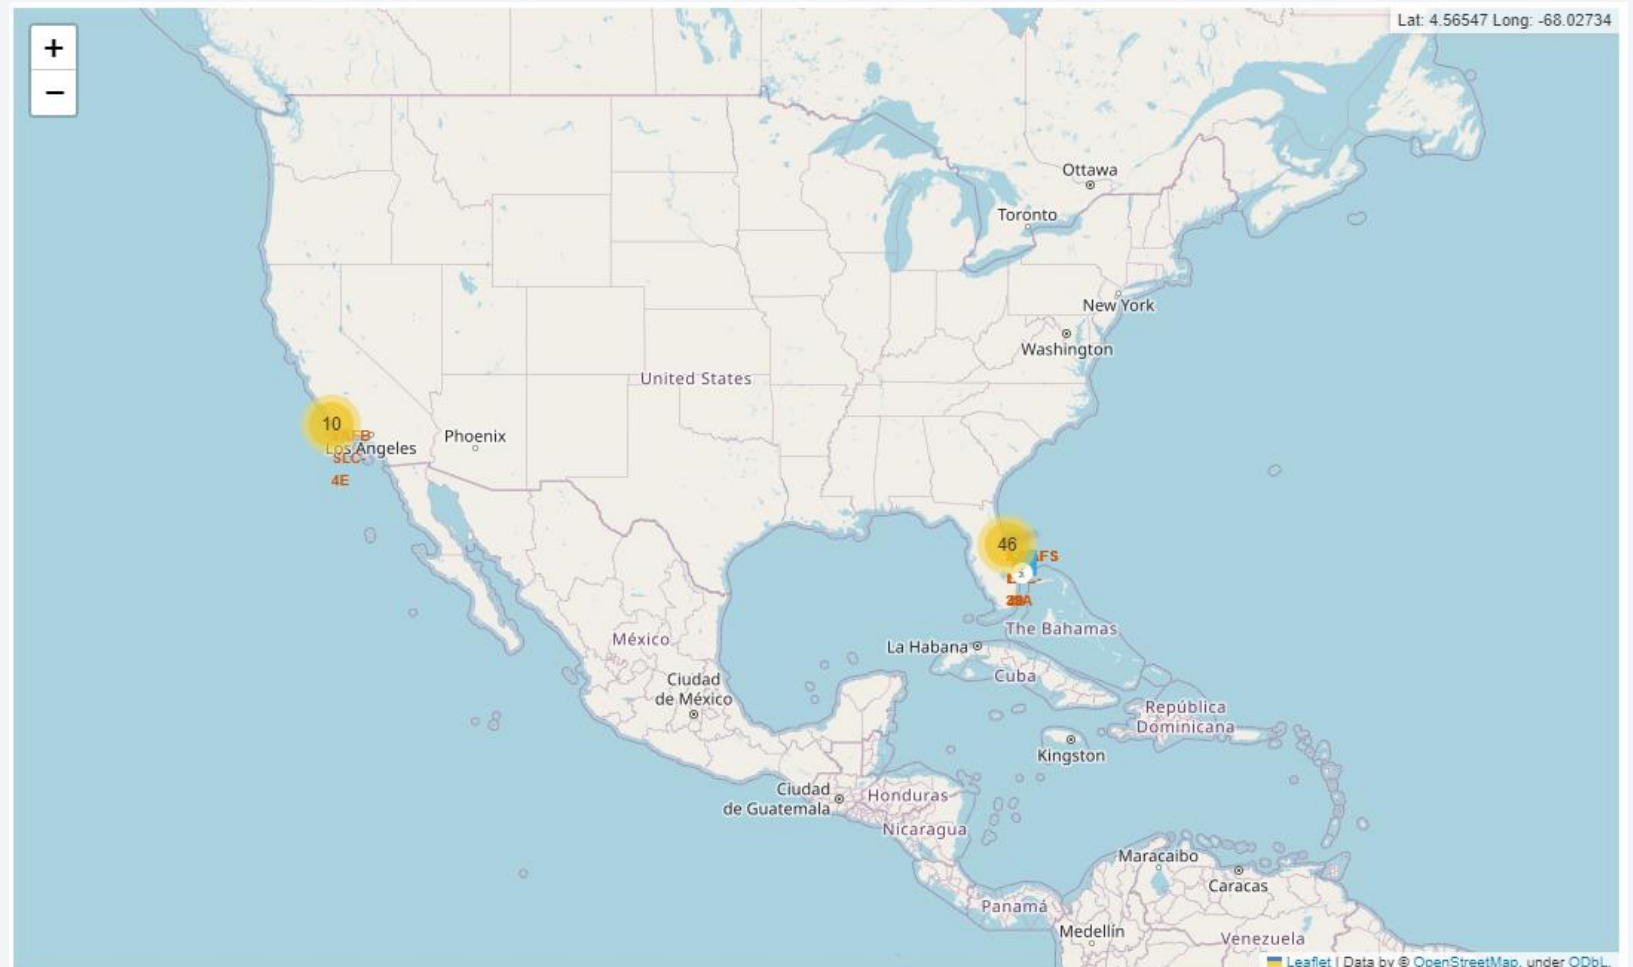 Lat: 4.56547 Long: -68.02734
+
−
Ottawa
Toronto
New York
Washington
United States
10
Phoenix
Los Angeles
SLC-
4E
46
The Bahamas
México
La Habana
Cuba
Ciudad
de México
República
Dominicana
Kingston
Ciudad
de Guatemala
Honduras
Nicaragua
Maracaibo
Caracas
Panamá
Medellín
Venezuela
Leaflet | Data by © OpenStreetMap, under ODbL.